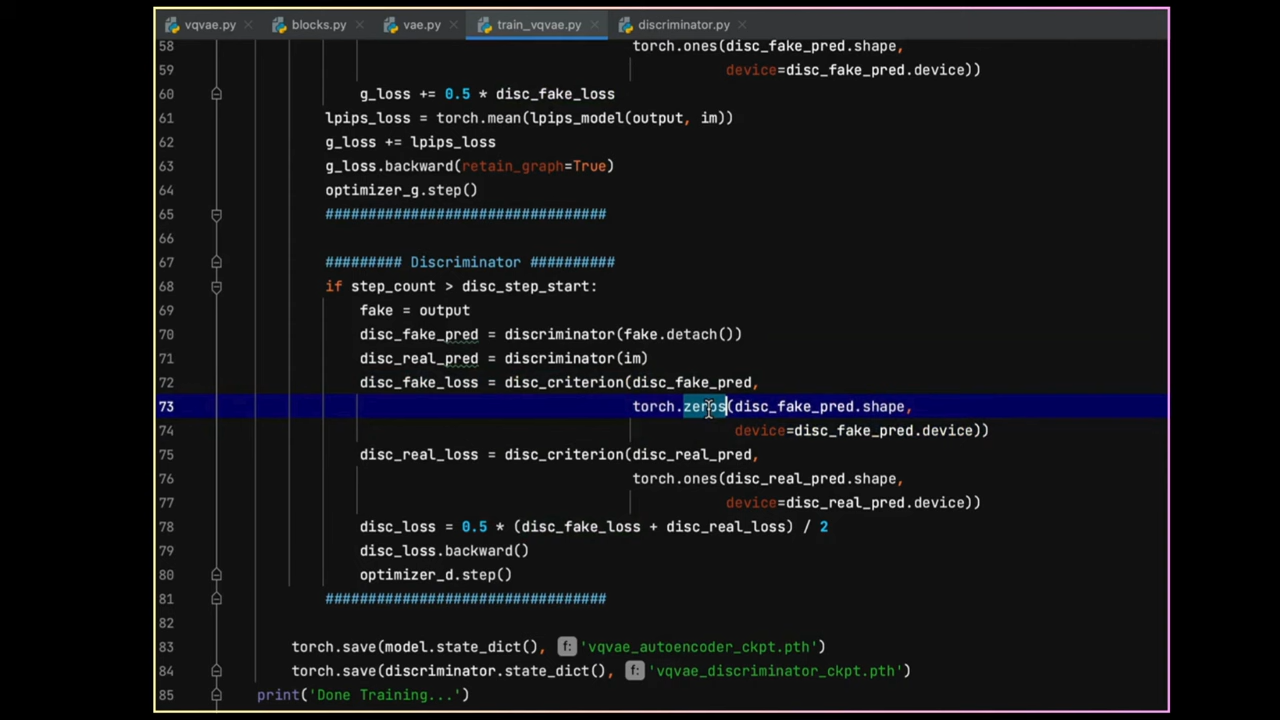 vqvae.py blocks.py vae.py train_vqvae.py discriminator.py
58 torch.ones(disc_fake_pred.shape,
59 device=disc_fake_pred.device))
60 g_loss += 0.5 * disc_fake_loss
61 lpips_loss = torch.mean(lpips_model(output, im))
62 g_loss += lpips_loss
63 g_loss.backward(retain_graph=True)
64 optimizer_g.step()
65 #################################
66
67 ######### Discriminator ##########
68 if step_count > disc_step_start:
69 fake = output
70 disc_fake_pred = discriminator(fake.detach())
71 disc_real_pred = discriminator(im)
72 disc_fake_loss = disc_criterion(disc_fake_pred,
73 torch.zeros(disc_fake_pred.shape,
74 device=disc_fake_pred.device))
75 disc_real_loss = disc_criterion(disc_real_pred,
76 torch.ones(disc_real_pred.shape,
77 device=disc_real_pred.device))
78 disc_loss = 0.5 * (disc_fake_loss + disc_real_loss) / 2
79 disc_loss.backward()
80 optimizer_d.step()
81 #################################
82
83 torch.save(model.state_dict(), f: 'vqvae_autoencoder_ckpt.pth')
84 torch.save(discriminator.state_dict(), f: 'vqvae_discriminator_ckpt.pth')
85 print('Done Training...')